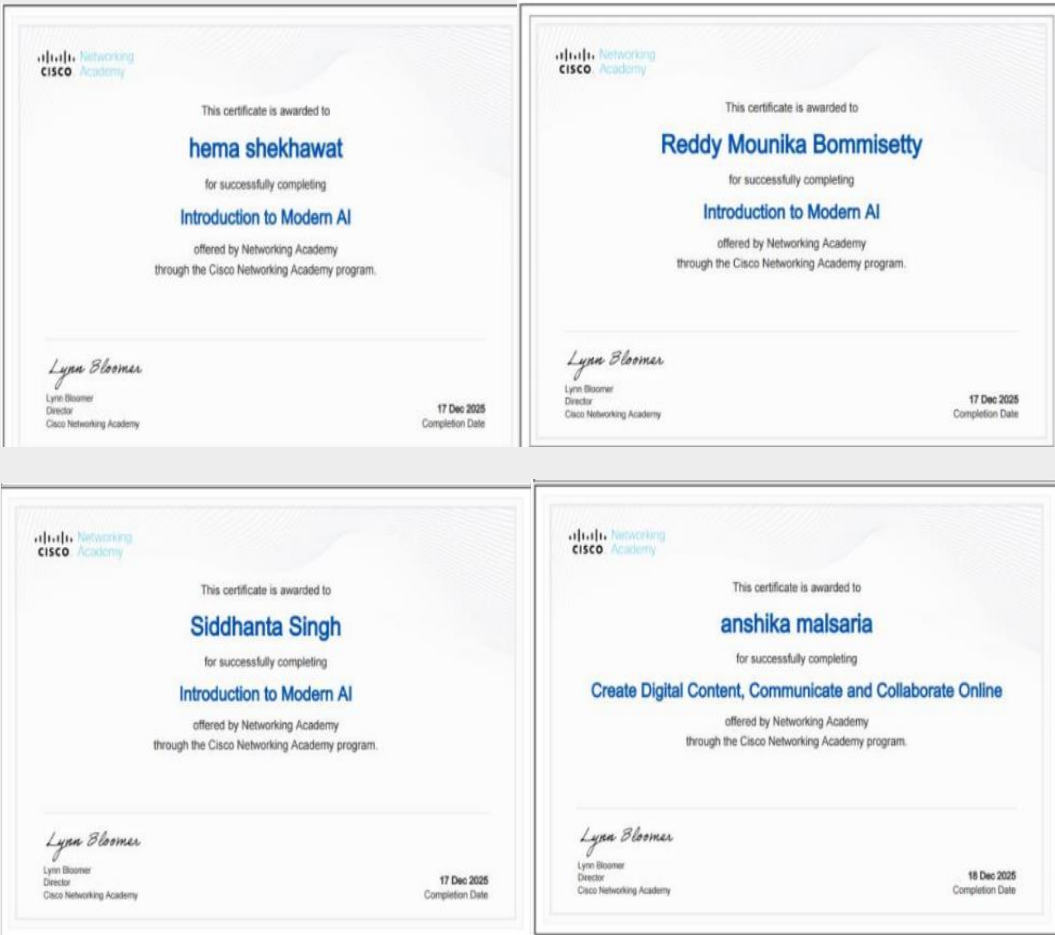 Networking
CISCO Academy
This certificate is awarded to
hema shekhawat
for successfully completing
Introduction to Modern AI
offered by Networking Academy
through the Cisco Networking Academy program.
Lynn Bloomer
Lynn Bloomer
Director
Cisco Networking Academy
17 Dec 2025
Completion Date
Networking
CISCO Academy
This certificate is awarded to
Reddy Mounika Bommisetty
for successfully completing
Introduction to Modern AI
offered by Networking Academy
through the Cisco Networking Academy program.
Lynn Bloomer
Lynn Bloomer
Director
Cisco Networking Academy
17 Dec 2025
Completion Date
Networking
CISCO Academy
This certificate is awarded to
Siddhanta Singh
for successfully completing
Introduction to Modern AI
offered by Networking Academy
through the Cisco Networking Academy program.
Lynn Bloomer
Lynn Bloomer
Director
Cisco Networking Academy
17 Dec 2025
Completion Date
Networking
CISCO Academy
This certificate is awarded to
anshika malsaria
for successfully completing
Create Digital Content, Communicate and Collaborate Online
offered by Networking Academy
through the Cisco Networking Academy program.
Lynn Bloomer
Lynn Bloomer
Director
Cisco Networking Academy
18 Dec 2025
Completion Date